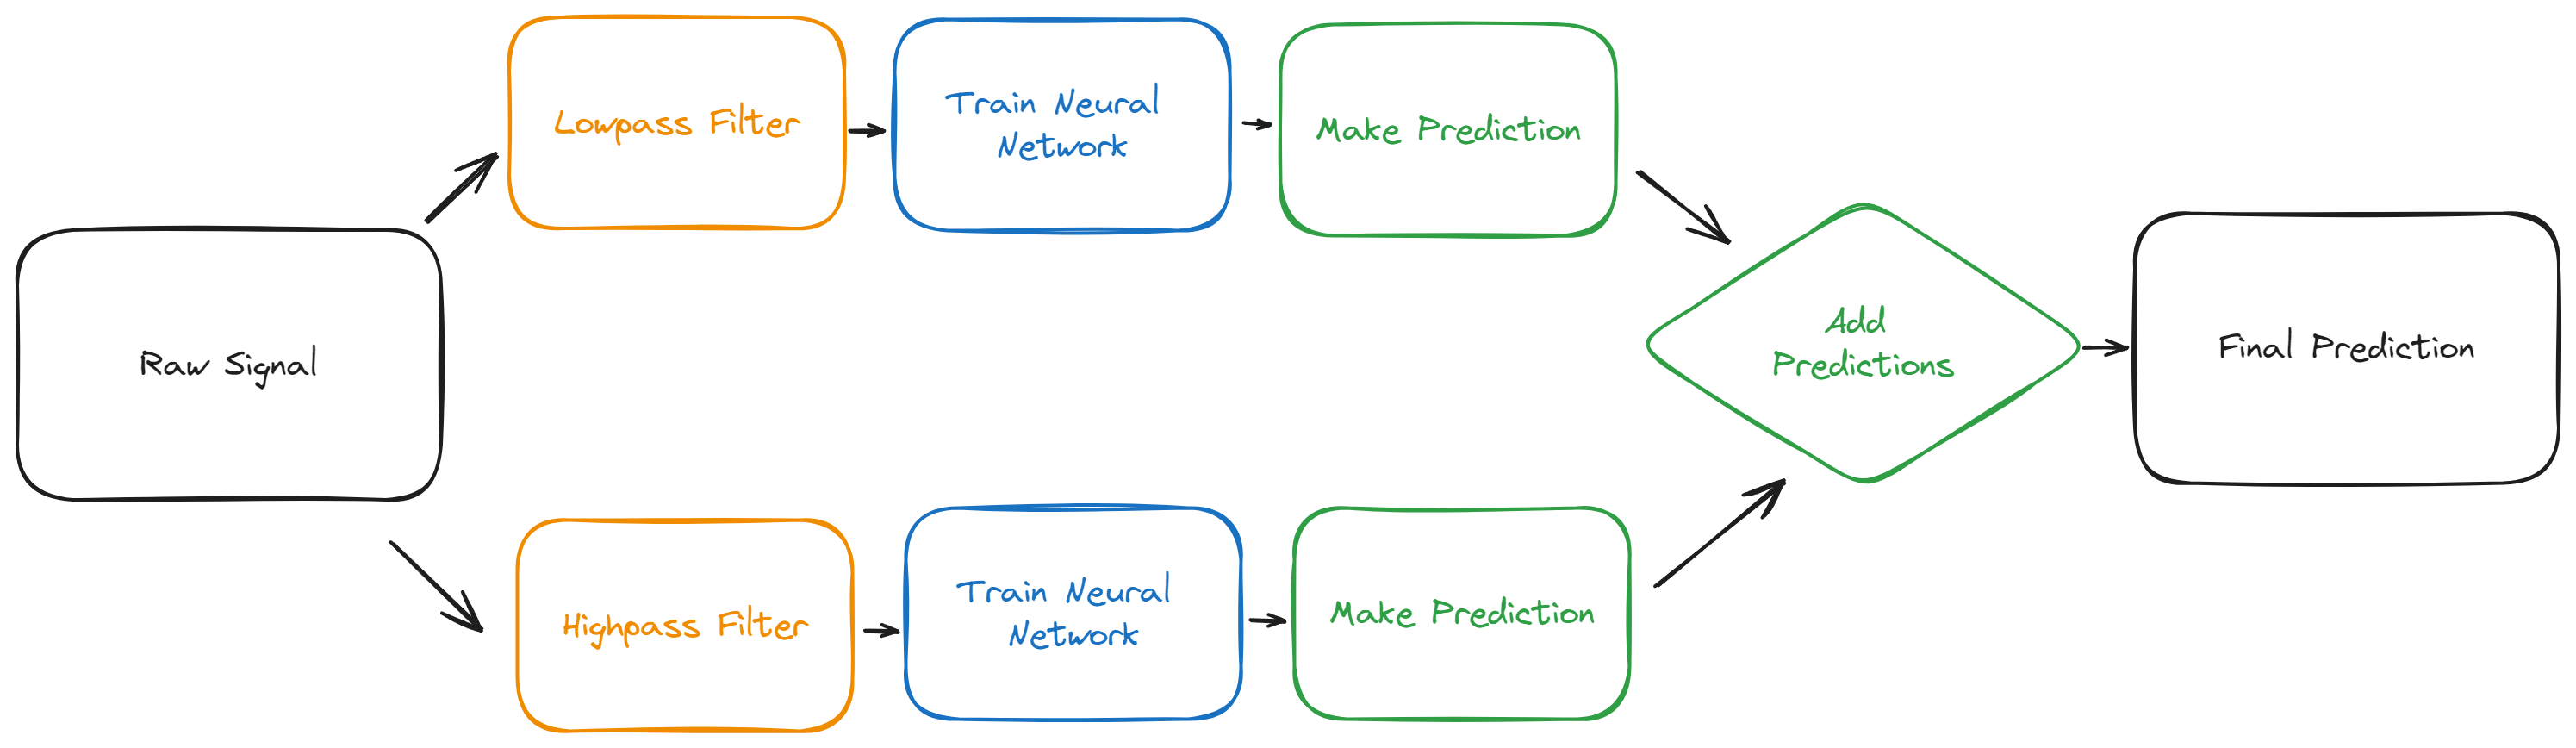 Raw Signal
Lowpass Filter
Train Neural
Network
Make Prediction
Highpass Filter
Train Neural
Network
Make Prediction
Add
Predictions
Final Prediction